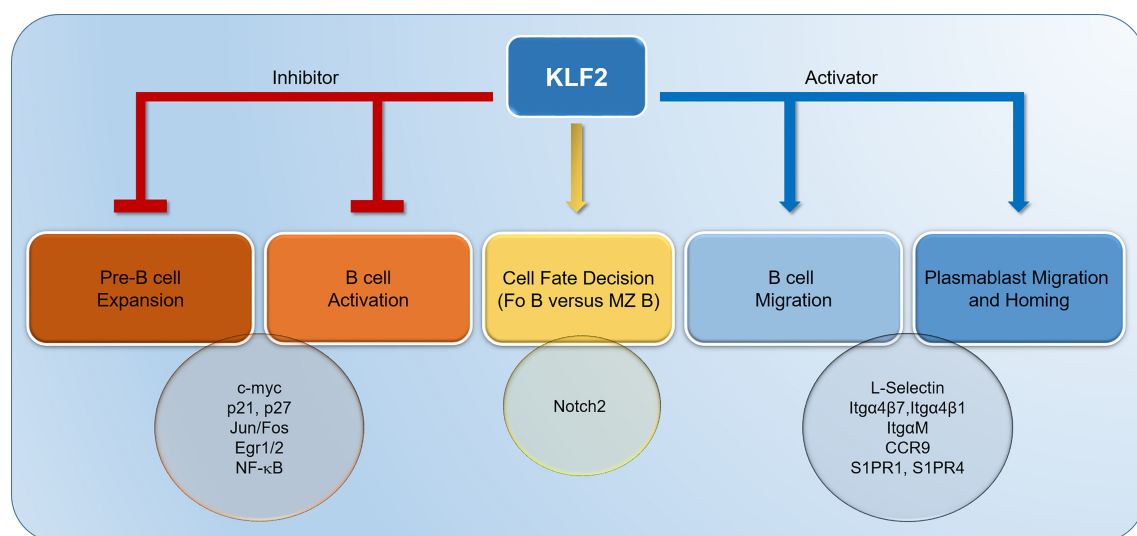 KLF2
Inhibitor
Activator
Pre-B cell
Expansion
B cell
Activation
Cell Fate Decision
(Fo B versus MZ B)
B cell
Migration
Plasmablast Migration
and Homing
c-myc
p21, p27
Jun/Fos
Egr1/2
NF-κB
Notch2
L-Selectin
Itgα4β7,Itgα4β1
ItgαM
CCR9
S1PR1, S1PR4